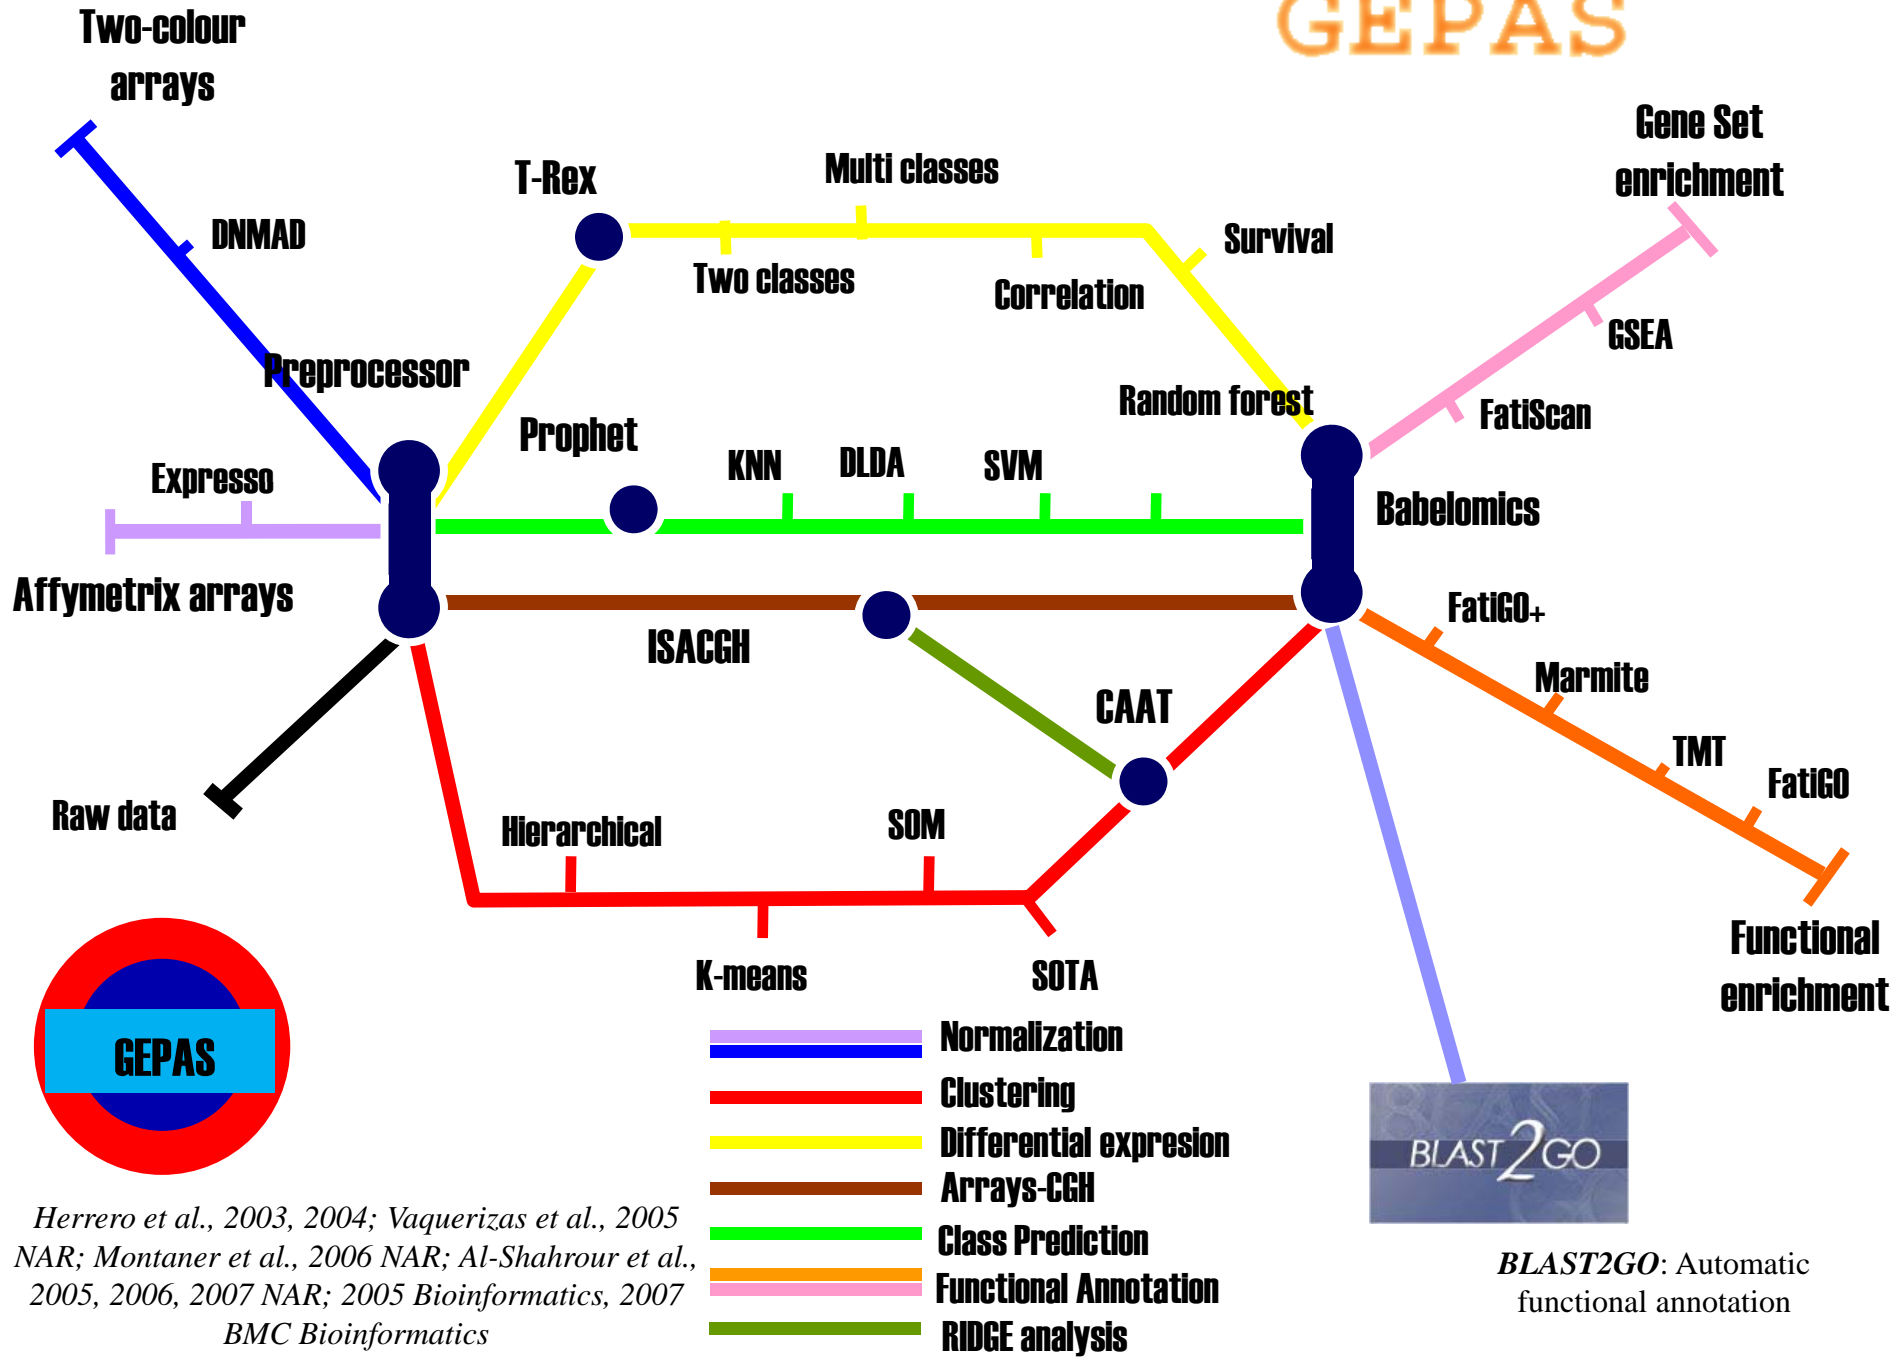 GEPAS
Two-colour
arrays
Gene Set
enrichment
T-Rex
Multi classes
DNMAD
Survival
Two classes
Correlation
GSEA
Preprocessor
Random forest
FatiScan
Prophet
KNN
DLDA
SVM
Expresso
Babelomics
Affymetrix arrays
FatiGO+
ISACGH
Marmite
CAAT
TMT
FatiGO
Raw data
Hierarchical
SOM
Functional
enrichment
K-means
SOTA
GEPAS
Normalization
Clustering
Differential expresion
Arrays-CGH
Class Prediction
Functional Annotation
RIDGE analysis
BLAST2GO
Herrero et al., 2003, 2004; Vaquerizas et al., 2005
NAR; Montaner et al., 2006 NAR; Al-Shahrour et al.,
2005, 2006, 2007 NAR; 2005 Bioinformatics, 2007
BMC Bioinformatics
BLAST2GO: Automatic
functional annotation